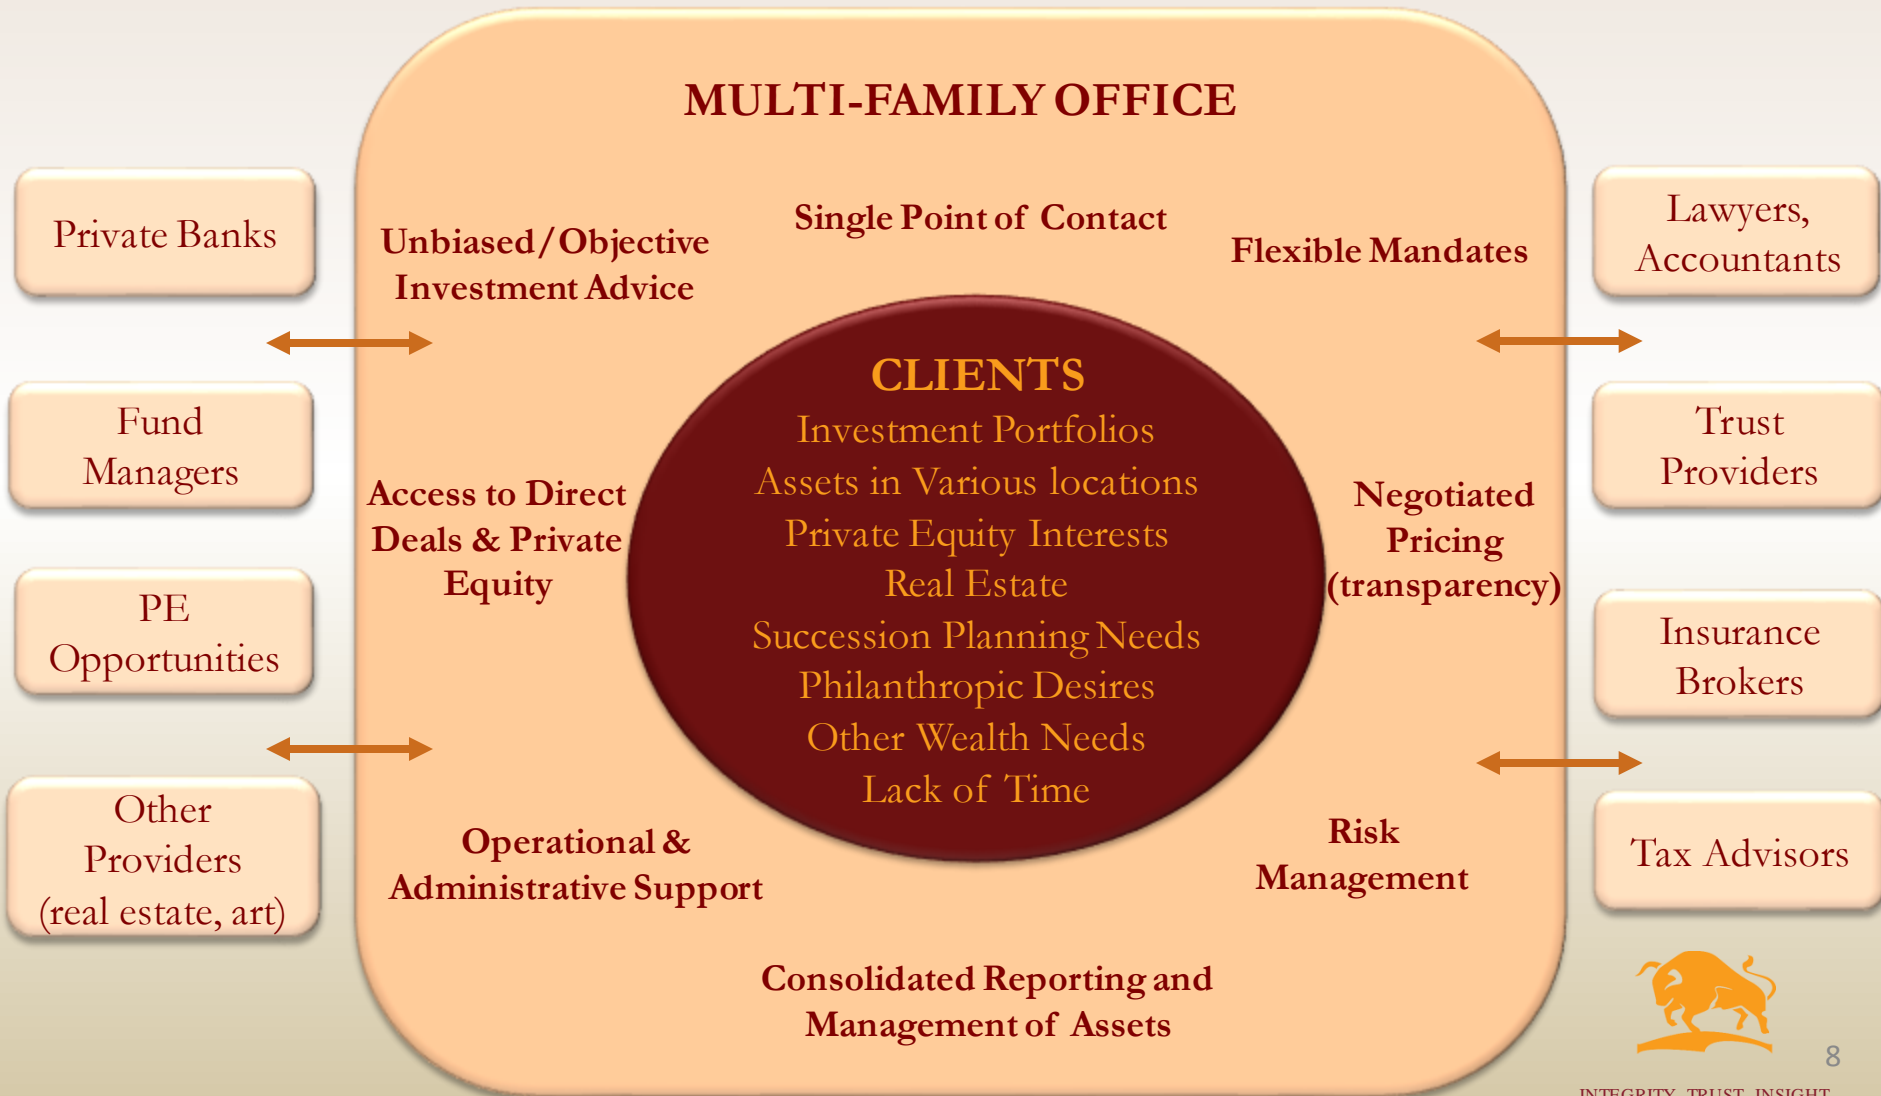 MULTI-FAMILY OFFICE
Private Banks
Fund
Managers
PE
Opportunities
Other
Providers
(real estate, art)
Unbiased/Objective
Investment Advice
Single Point of Contact
Flexible Mandates
Access to Direct
Deals & Private
Equity
CLIENTS
Investment Portfolios
Assets in Various locations
Private Equity Interests
Real Estate
Succession Planning Needs
Philanthropic Desires
Other Wealth Needs
Lack of Time
Negotiated
Pricing
(transparency)
Operational &
Administrative Support
Risk
Management
Consolidated Reporting and
Management of Assets
Lawyers,
Accountants
Trust
Providers
Insurance
Brokers
Tax Advisors
8
INTEGRITY TRUST INSIGHT